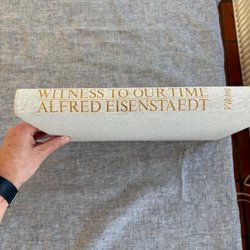 WITNESS TO OUR TIME
ALFRED EISENSTAEDT
Viking